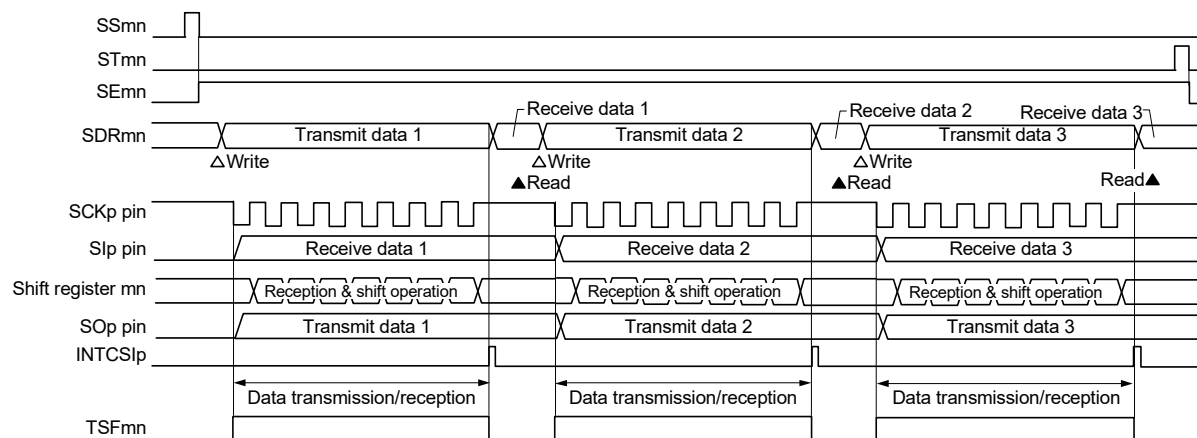 SSmn
STmn
SEmn
Receive data 1
Receive data 2
Receive data 3
SDRmn
Transmit data 1
Transmit data 2
Transmit data 3
△Write
△Write
△Write
▲Read
▲Read
Read▲
SCKp pin
SIp pin
Receive data 1
Receive data 2
Receive data 3
Shift register mn
Reception & shift operation
Reception & shift operation
Reception & shift operation
SOp pin
Transmit data 1
Transmit data 2
Transmit data 3
INTCSIp
Data transmission/reception
Data transmission/reception
Data transmission/reception
TSFmn